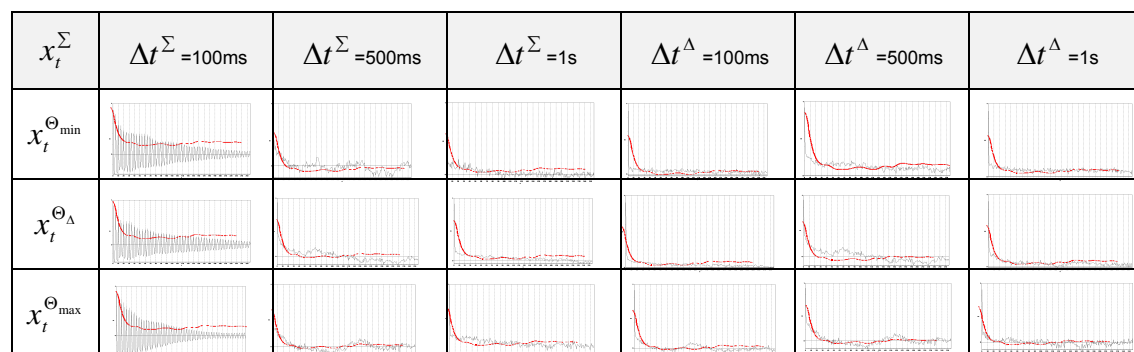 x_t^Σ Δt^Σ =100ms Δt^Σ =500ms Δt^Σ =1s Δt^Δ =100ms Δt^Δ =500ms Δt^Δ =1s
x_t^{Θ_min}
x_t^{Θ_Δ}
x_t^{Θ_max}